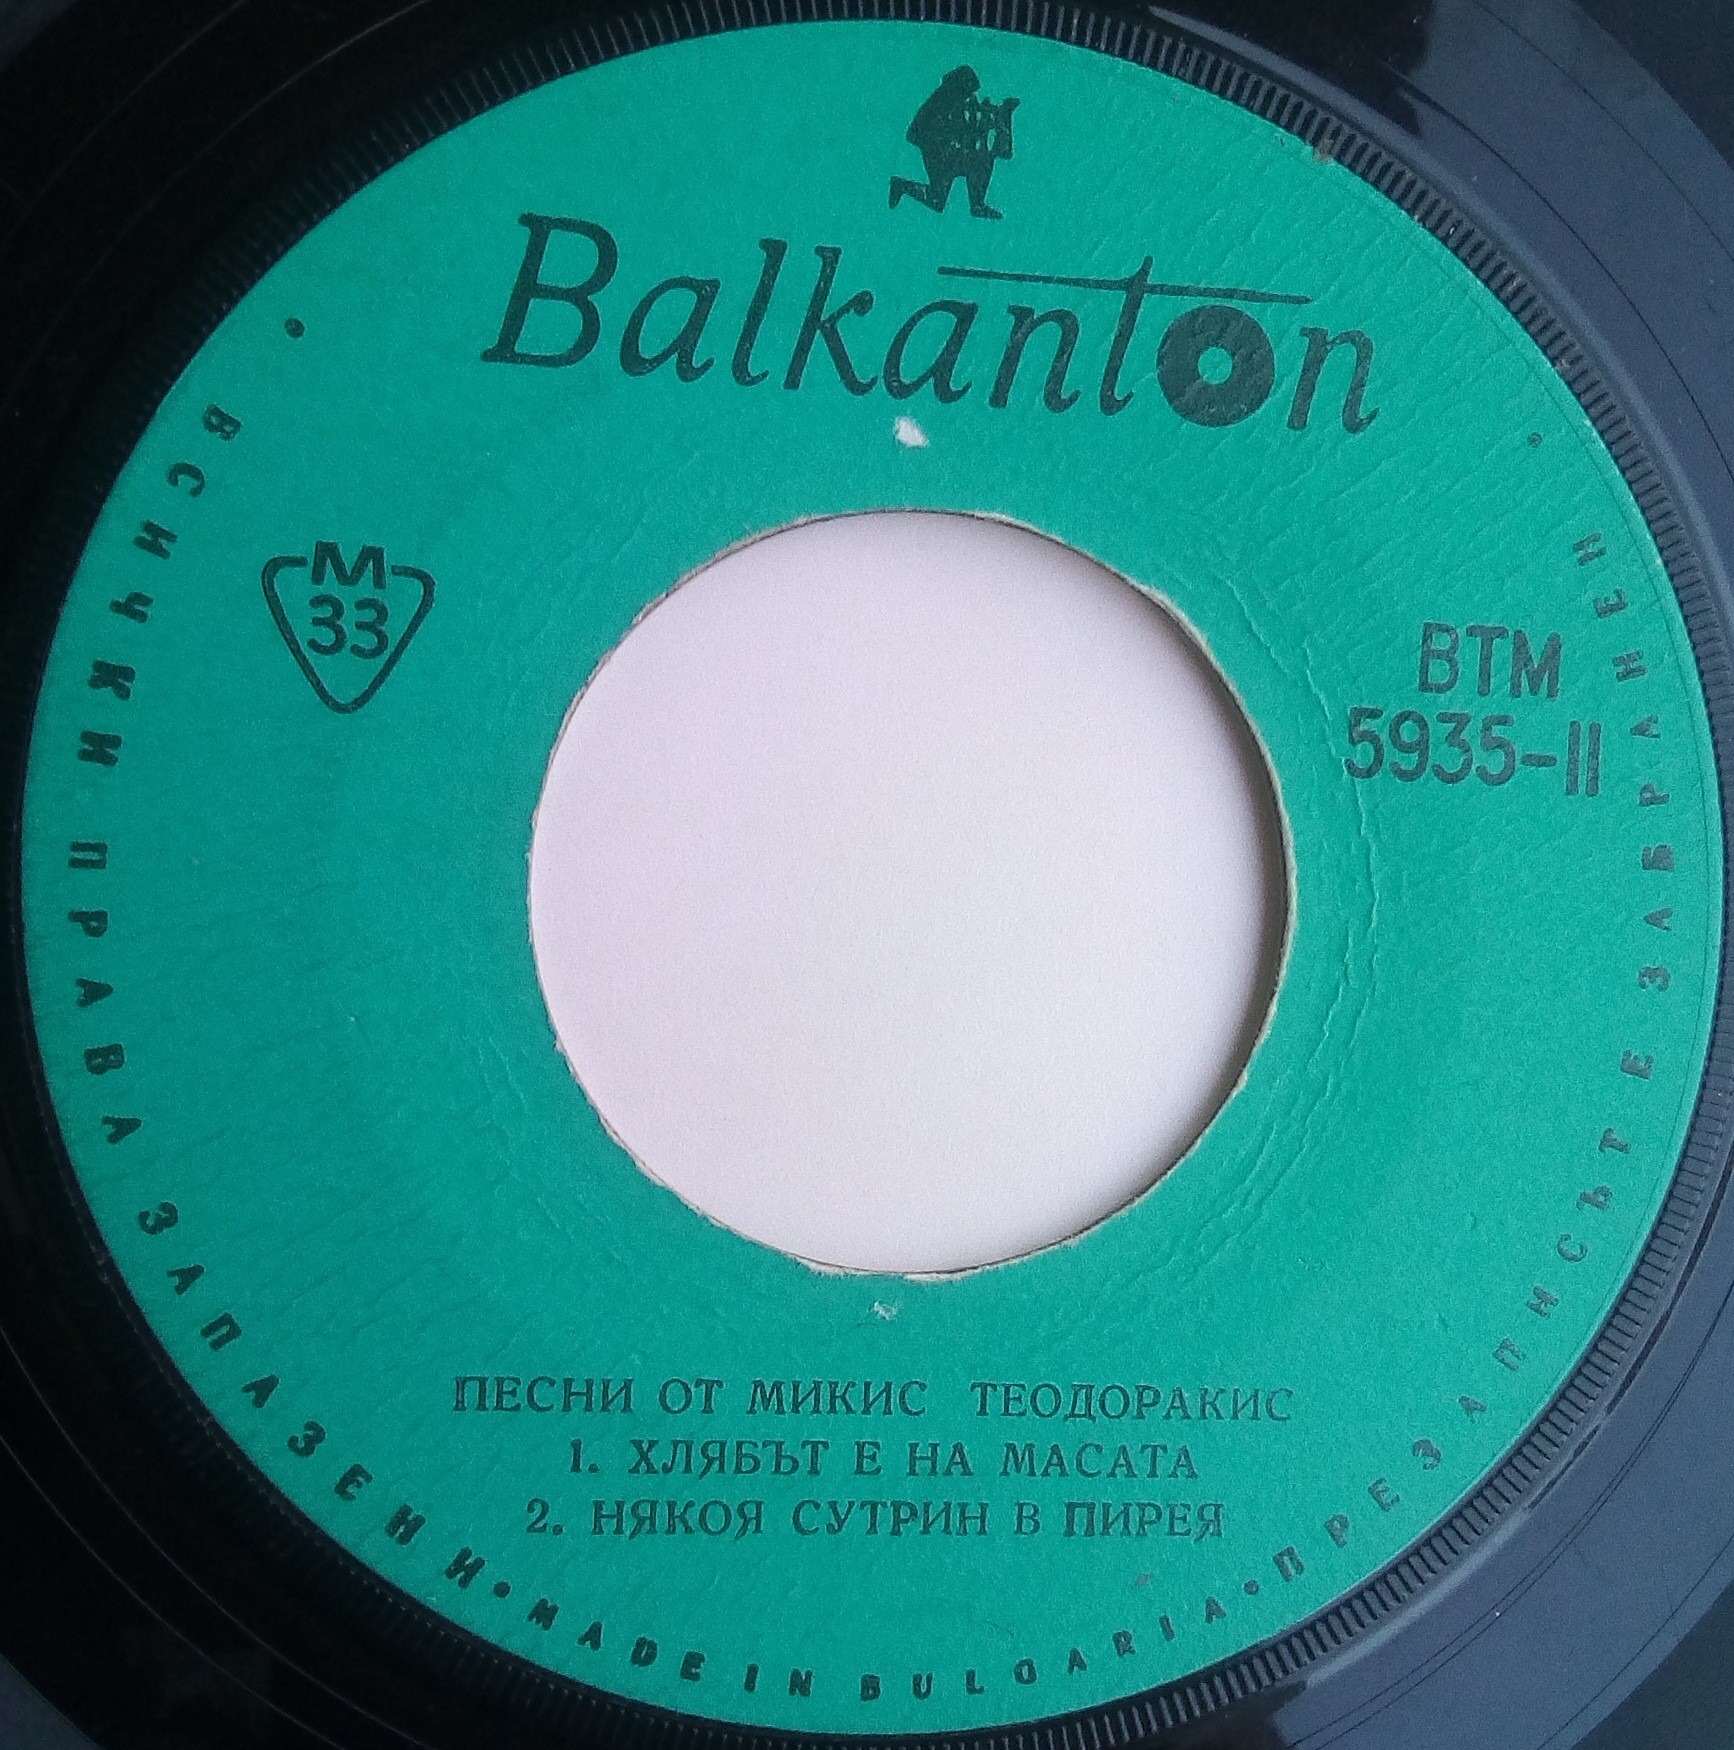 Balkanton
М
33
ВТМ
5935-II
ПЕСНИ ОТ МИКИС ТЕОДОРАКИС
1. ХЛЯБЪТ Е НА МАСАТА
2. НЯКОЯ СУТРИН В ПИРЕЯ
• ВСИЧКИ ПРАВА ЗАПАЗЕНИ • MADE IN BULGARIA • ПРЕЗАПИСЪТ Е ЗАБРАНЕН •